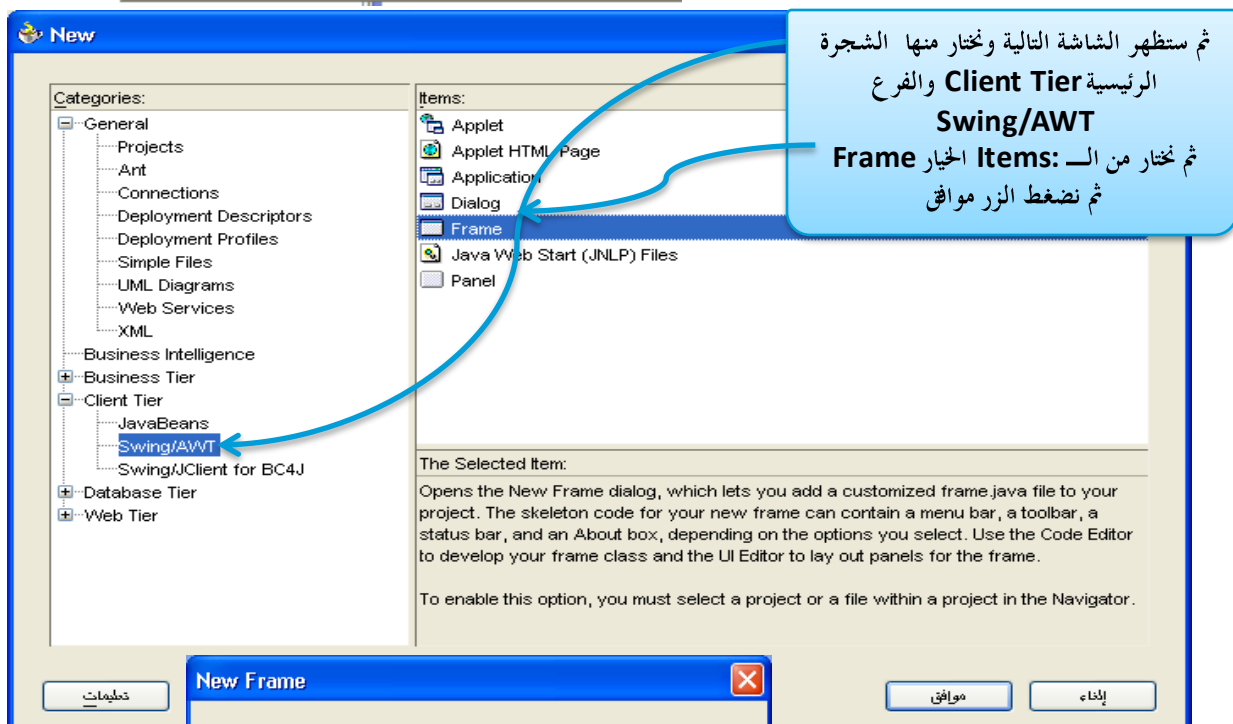 New
ثم ستظهر الشاشة التالية ونختار منها الشجرة
الرئيسية Client Tier والفرع
Swing/AWT
ثم نختار من الــ :Items الخيار Frame
ثم نضغط الزر موافق
Categories:
General
Projects
Ant
Connections
Deployment Descriptors
Deployment Profiles
Simple Files
UML Diagrams
Web Services
XML
Business Intelligence
Business Tier
Client Tier
JavaBeans
Swing/AWT
Swing/JClient for BC4J
Database Tier
Web Tier
Items:
Applet
Applet HTML Page
Application
Dialog
Frame
Java Web Start (JNLP) Files
Panel
The Selected Item:
Opens the New Frame dialog, which lets you add a customized frame.java file to your
project. The skeleton code for your new frame can contain a menu bar, a toolbar, a
status bar, and an About box, depending on the options you select. Use the Code Editor
to develop your frame class and the UI Editor to lay out panels for the frame.
To enable this option, you must select a project or a file within a project in the Navigator.
تعليمات
New Frame
موافق
إلغاء